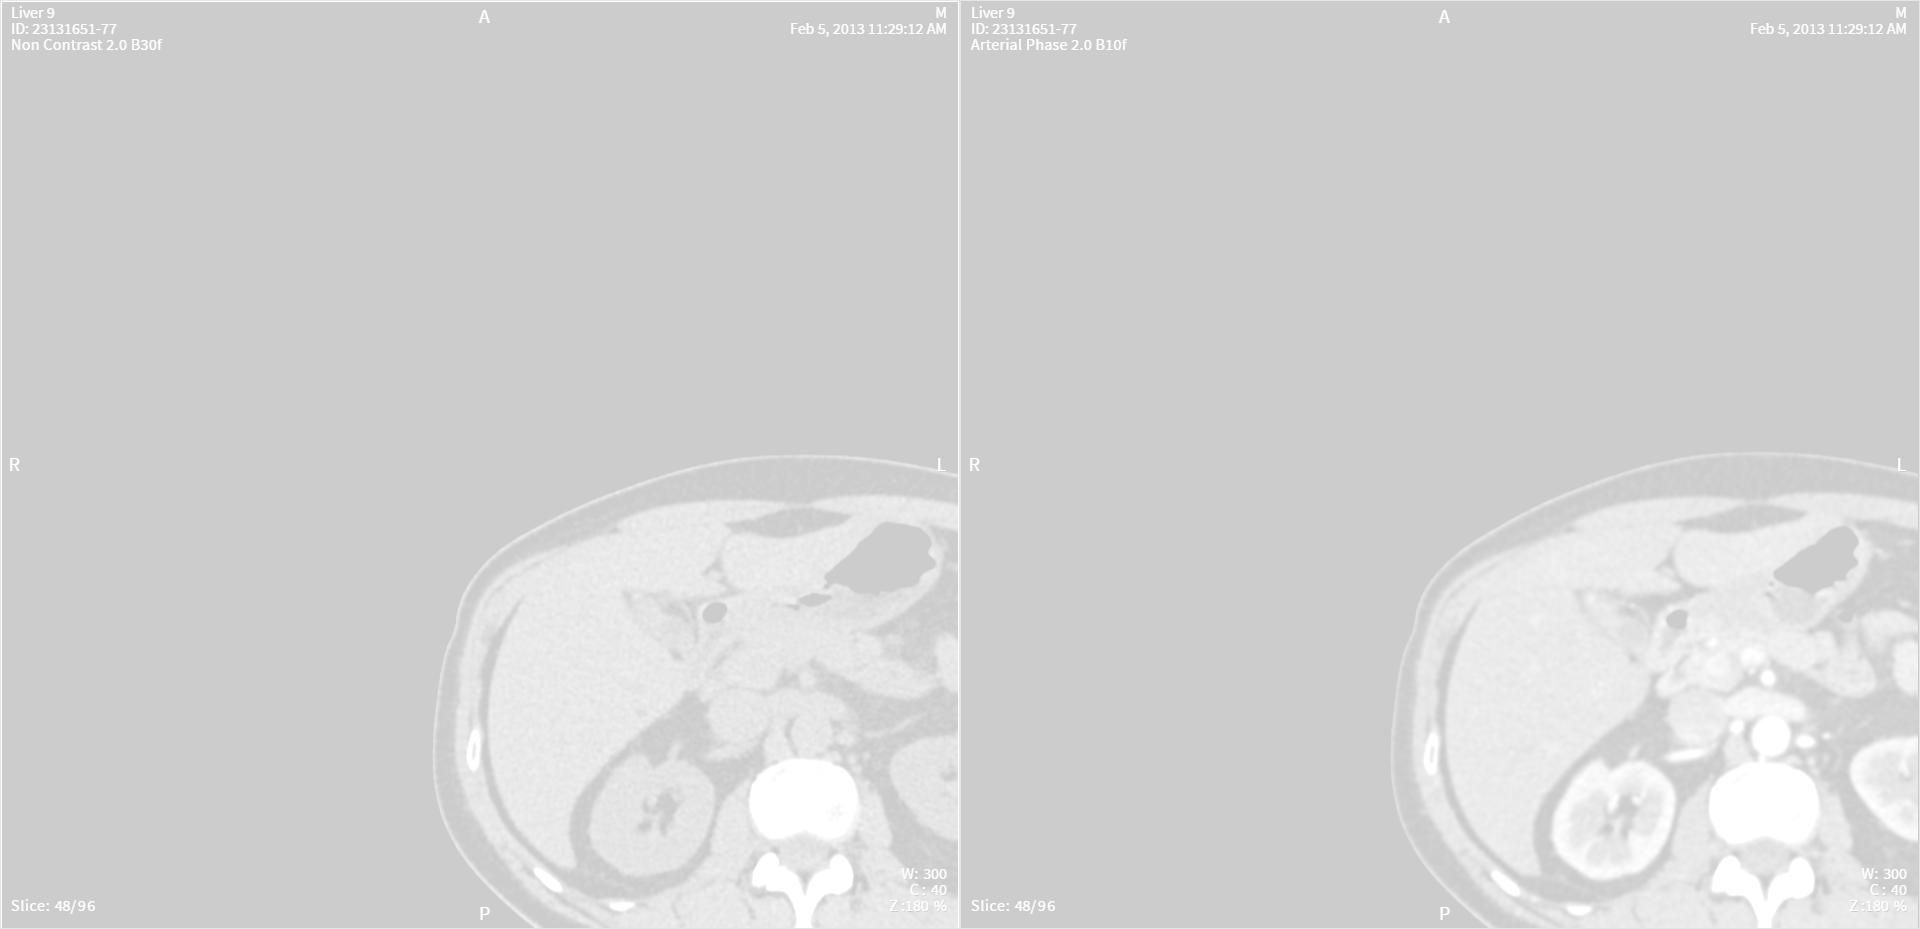 Liver 9
ID: 23131651-77
Non Contrast 2.0 B30f
A
M
Feb 5, 2013 11:29:12 AM
R
L
W: 300
C: 40
Z :180 %
Slice: 48/96
P
Liver 9
ID: 23131651-77
Arterial Phase 2.0 B10f
A
M
Feb 5, 2013 11:29:12 AM
R
L
W: 300
C: 40
Z :180 %
Slice: 48/96
P